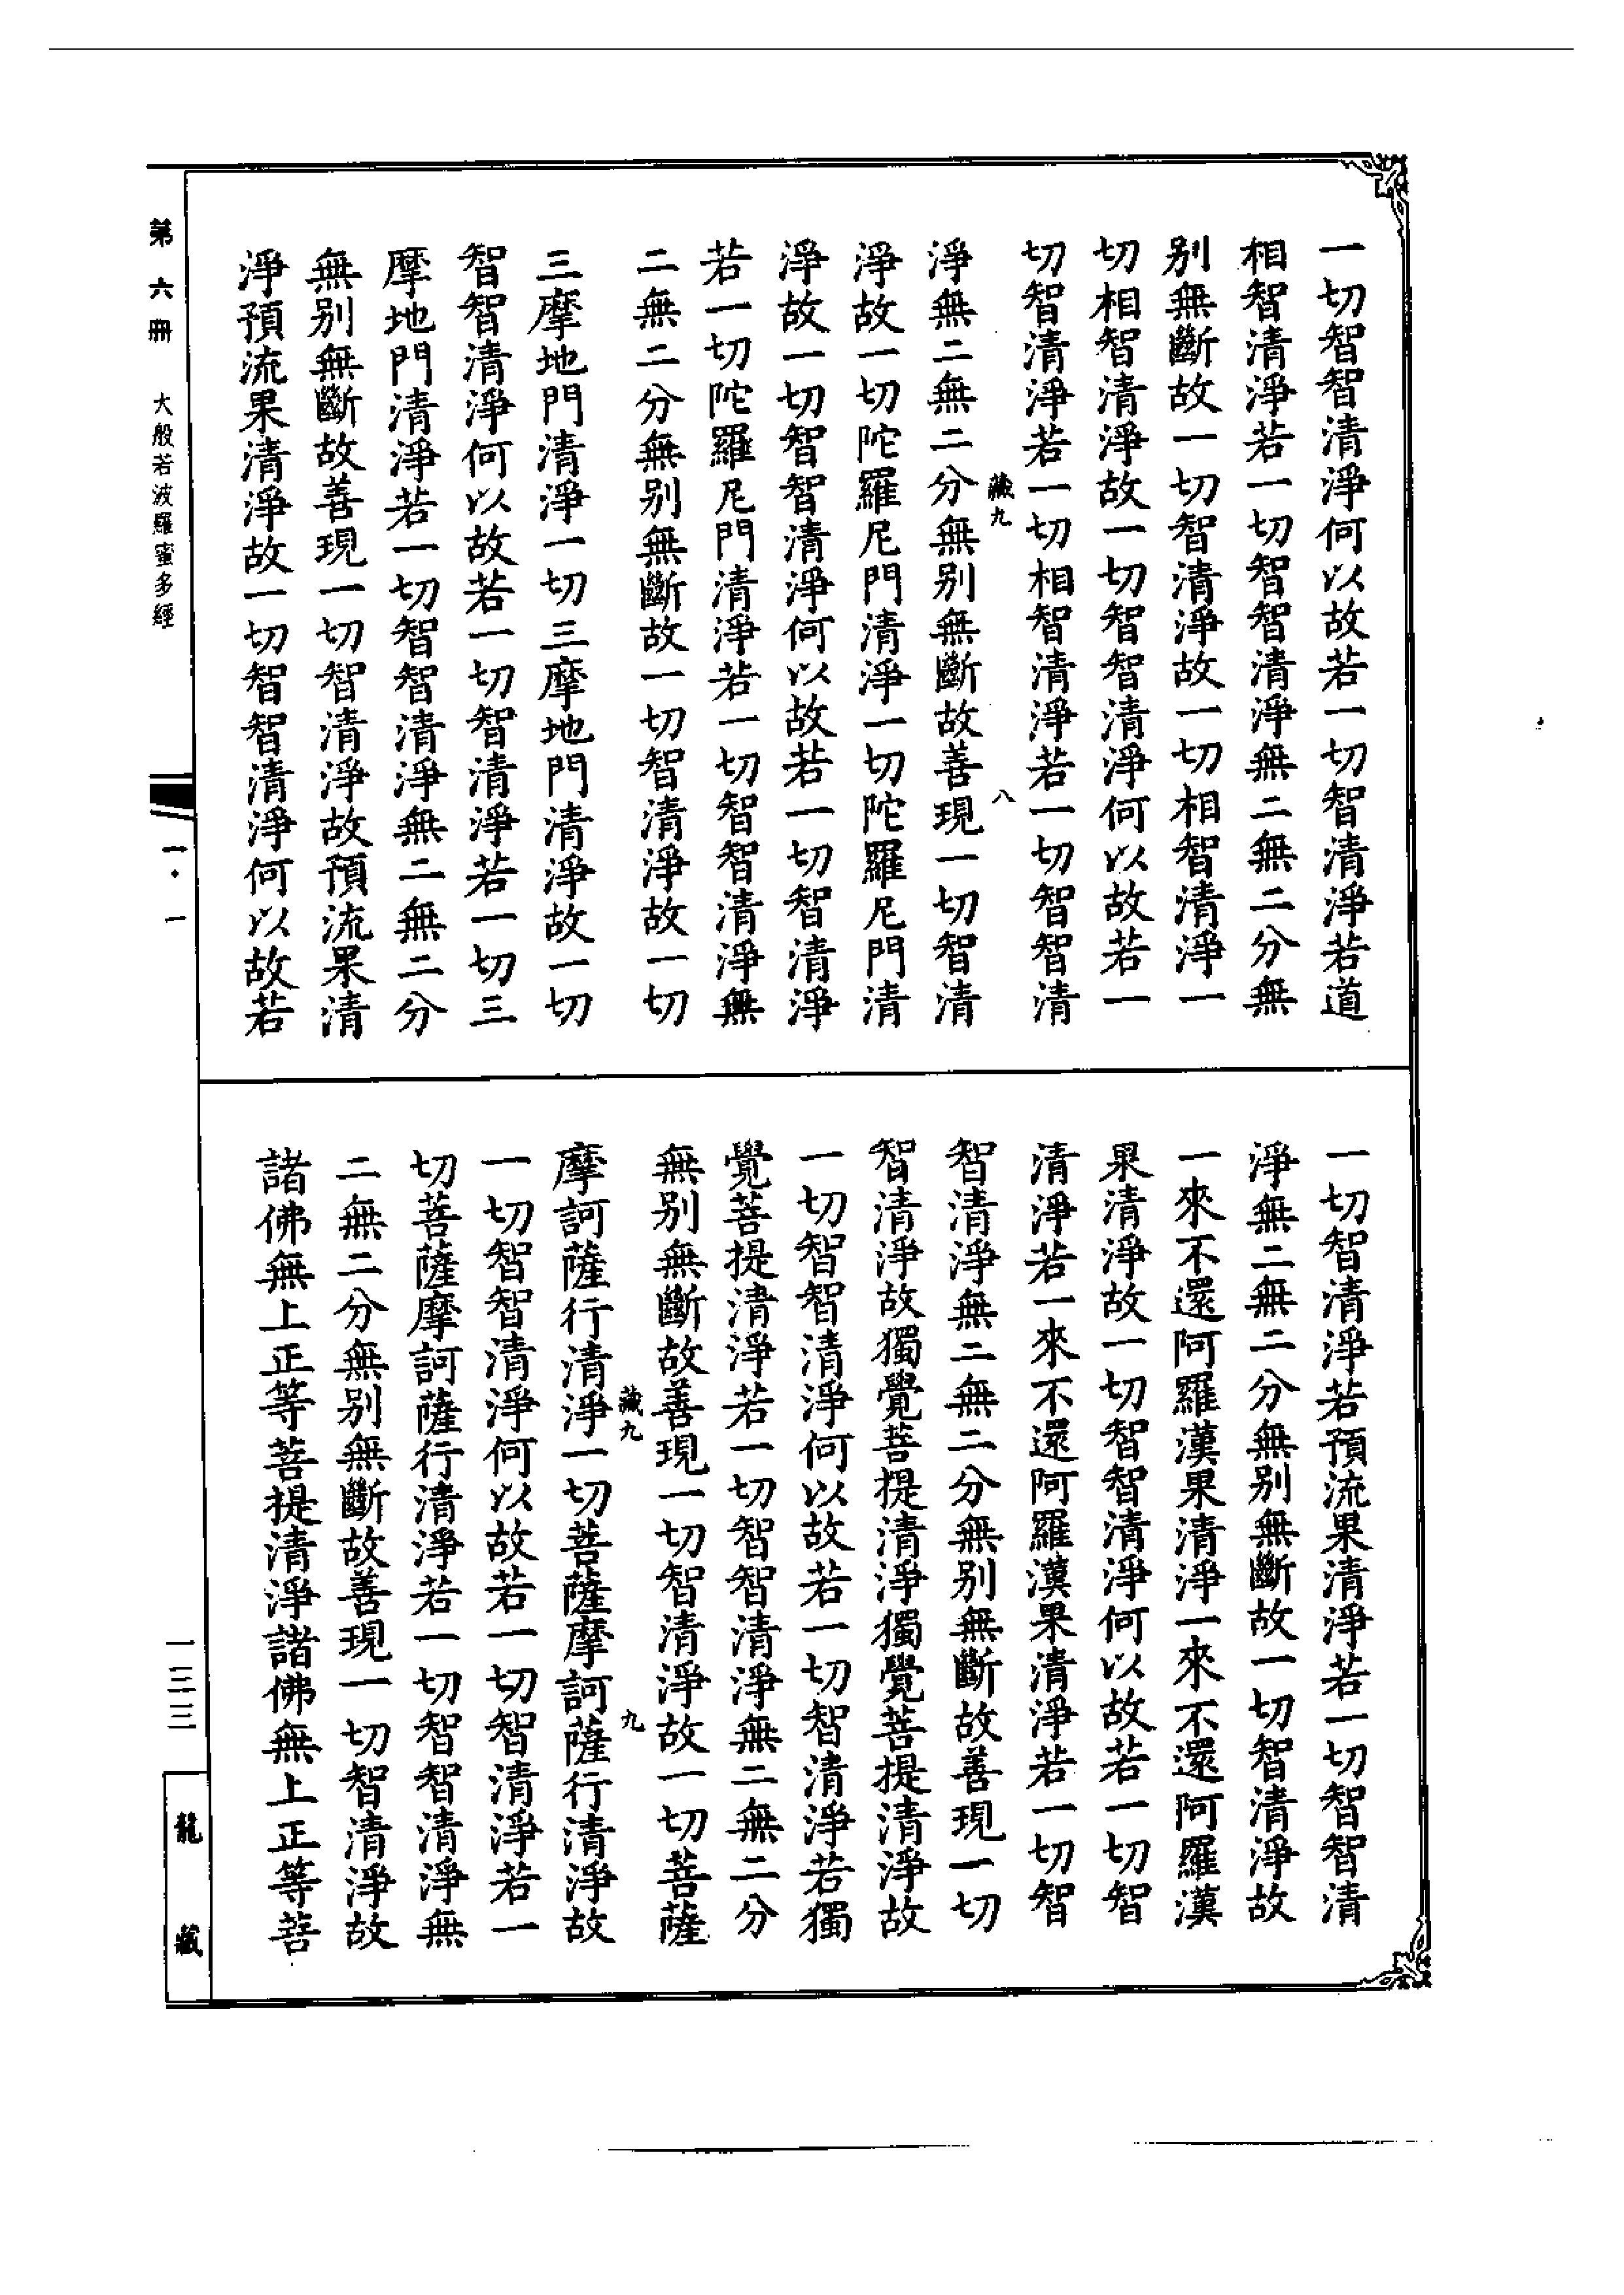 一切智智清淨何以故若一切智清淨若道
相智清淨若一切智智清淨無二無二分無
别無斷故一切智清淨故一切相智清淨一
切相智清淨故一切智智清淨何以故若一
切智清淨若一切相智清淨若一切智智清
藏九
八
淨無二無二分無别無斷故善現一切智清
淨故一切陀羅尼門清淨一切陀羅尼門清
淨故一切智智清淨何以故若一切智清淨
若一切陀羅尼門清淨若一切智智清淨無
二無二分無别無斷故一切智清淨故一切
三摩地門清淨一切三摩地門清淨故一切
智智清淨何以故若一切智清淨若一切三
摩地門清淨若一切智智清淨無二無二分
無别無斷故善現一切智清淨故預流果清
淨預流果清淨故一切智智清淨何以故若
一切智清淨若預流果清淨若一切智智清
淨無二無二分無别無斷故一切智清淨故
一來不還阿羅漢果清淨一來不還阿羅漢
果清淨故一切智智清淨何以故若一切智
清淨若一來不還阿羅漢果清淨若一切智
智清淨無二無二分無别無斷故善現一切
智清淨故獨覺菩提清淨獨覺菩提清淨故
一切智智清淨何以故若一切智清淨若獨
覺菩提清淨若一切智智清淨無二無二分
無别無斷故善現一切智清淨故一切菩薩
藏九
九
摩訶薩行清淨一切菩薩摩訶薩行清淨故
一切智智清淨何以故若一切智清淨若一
切菩薩摩訶薩行清淨若一切智智清淨無
二無二分無别無斷故善現一切智清淨故
諸佛無上正等菩提清淨諸佛無上正等菩
第六冊 大般若波羅蜜多經
一·一
一三三
龍藏